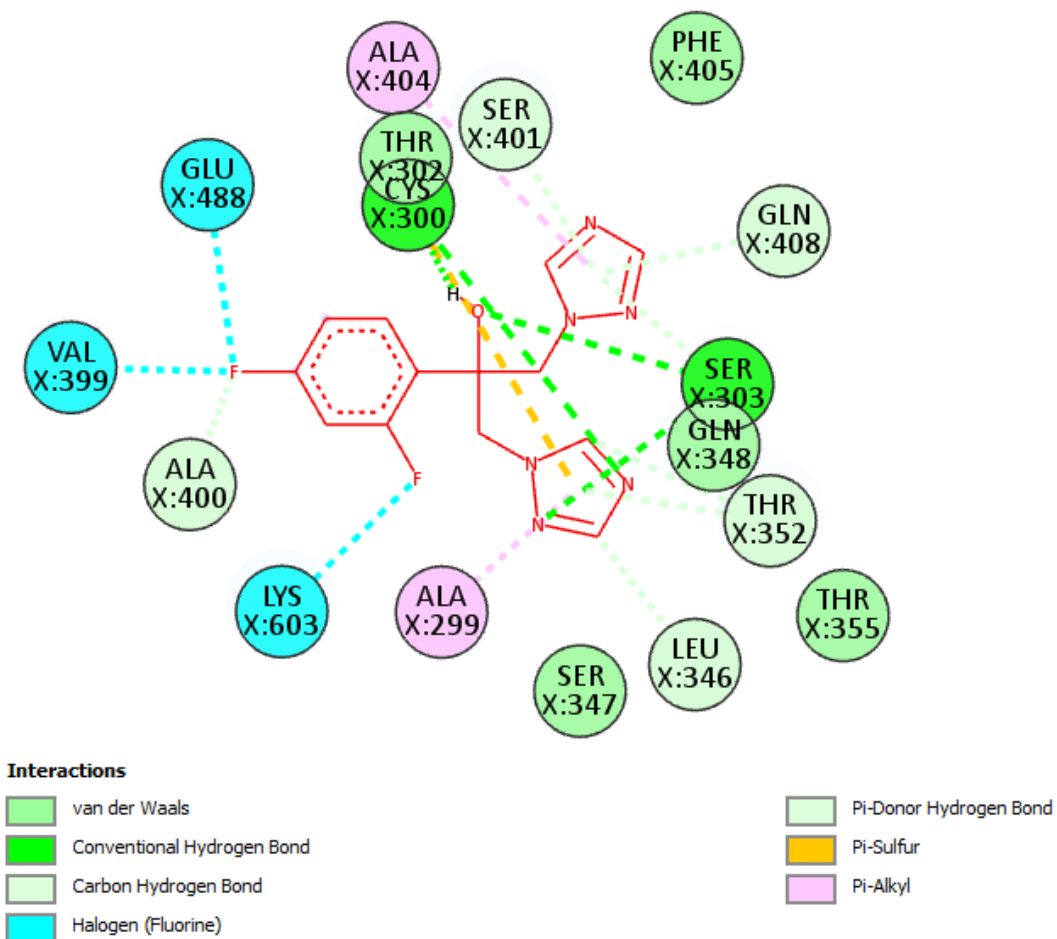 ALA
X:404
PHE
X:405
SER
X:401
THR
X:302
GLU
X:488
CYS
X:300
GLN
X:408
N
H
O
N
N
VAL
X:399
F
SER
X:303
GLN
X:348
ALA
X:400
F
N
N
N
THR
X:352
LYS
X:603
ALA
X:299
THR
X:355
SER
X:347
LEU
X:346
Interactions
van der Waals
Conventional Hydrogen Bond
Carbon Hydrogen Bond
Halogen (Fluorine)
Pi-Donor Hydrogen Bond
Pi-Sulfur
Pi-Alkyl